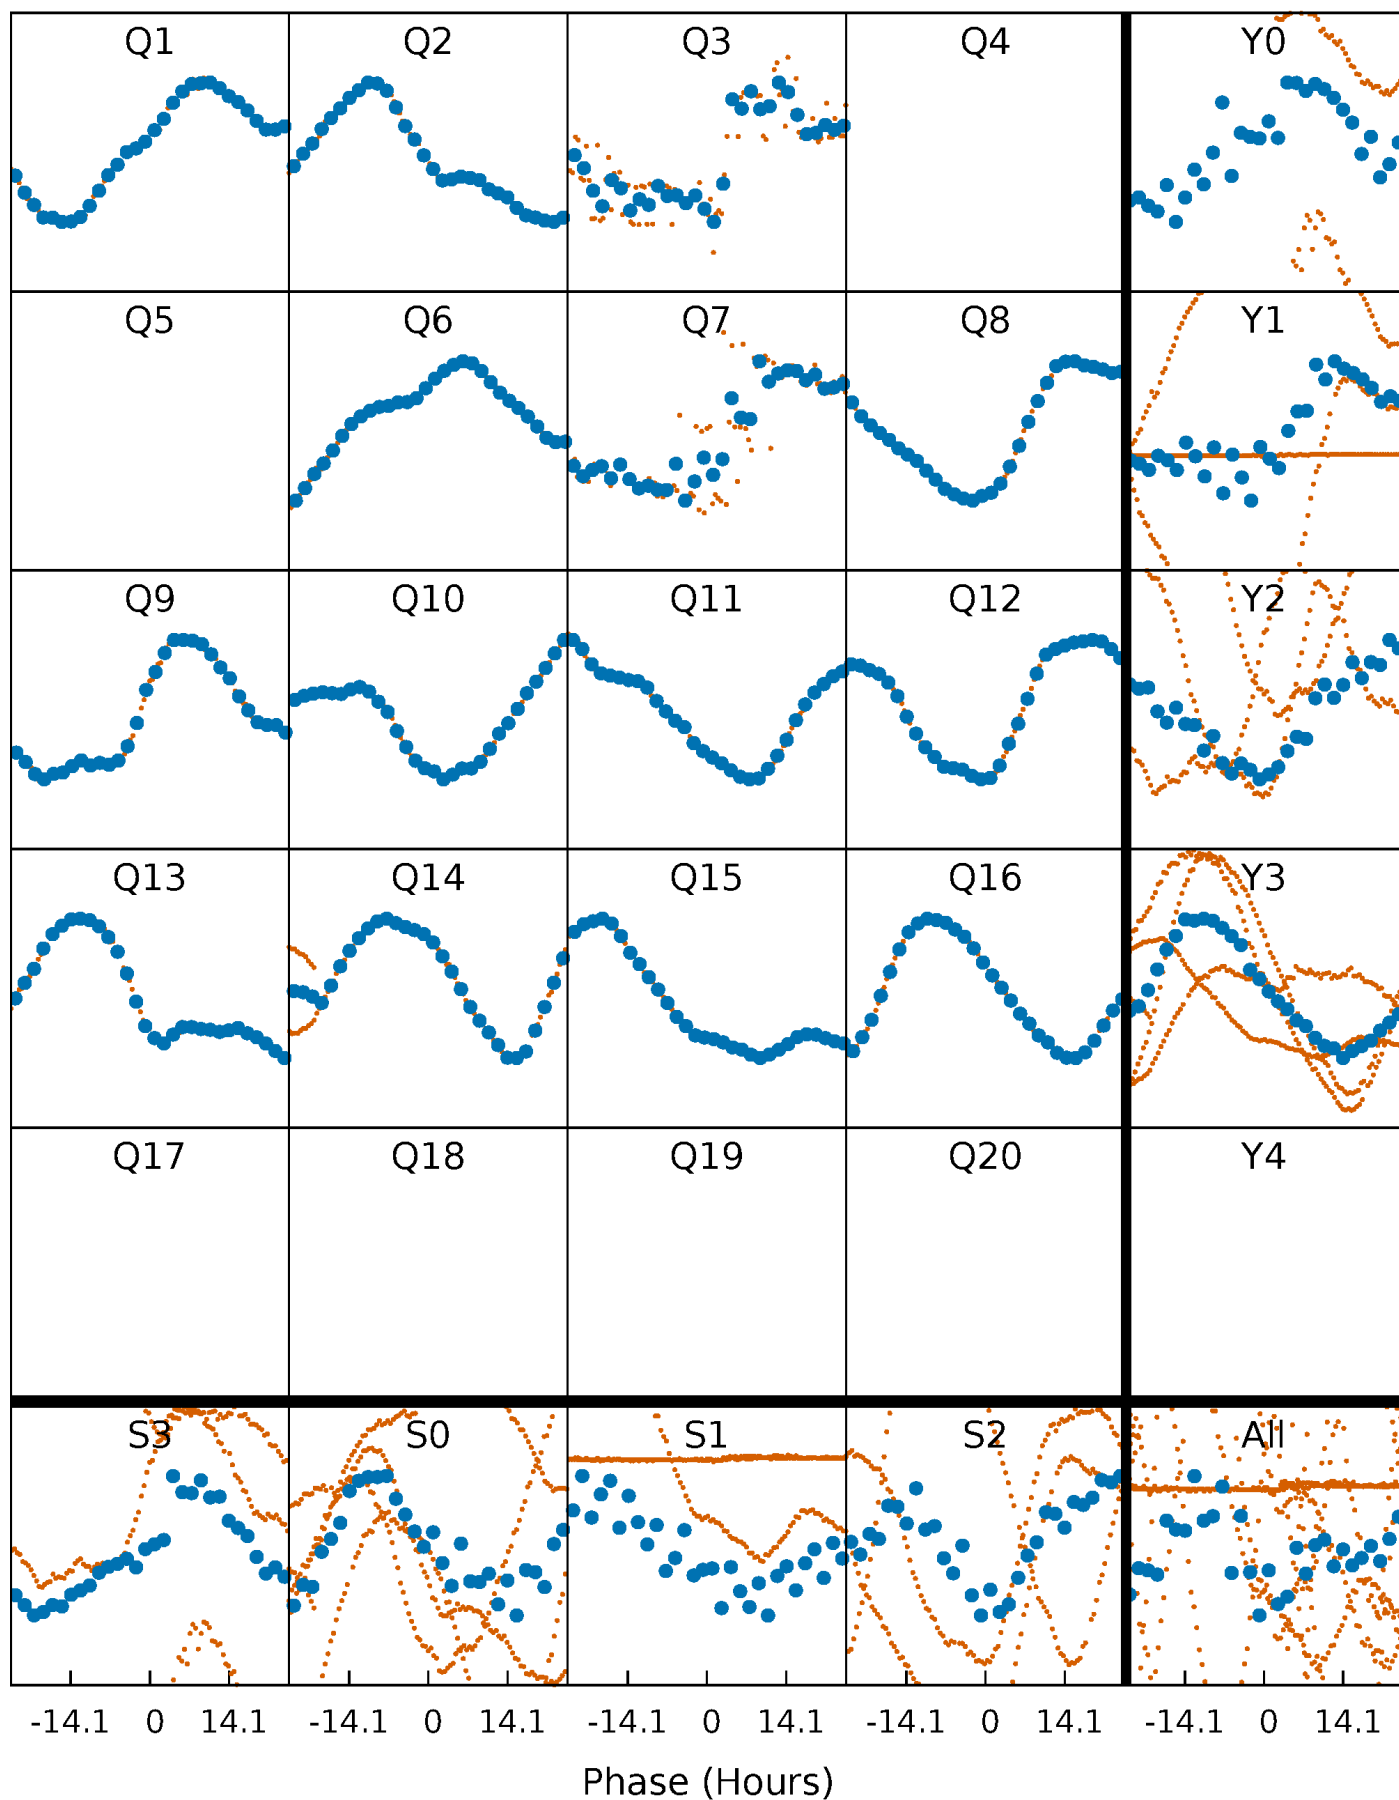 Q1 Q2 Q3 Q4 Y0
Q5 Q6 Q7 Q8 Y1
Q9 Q10 Q11 Q12 Y2
Q13 Q14 Q15 Q16 Y3
Q17 Q18 Q19 Q20 Y4
S3 S0 S1 S2 All
-14.1 0 14.1 -14.1 0 14.1 -14.1 0 14.1 -14.1 0 14.1 -14.1 0 14.1
Phase (Hours)